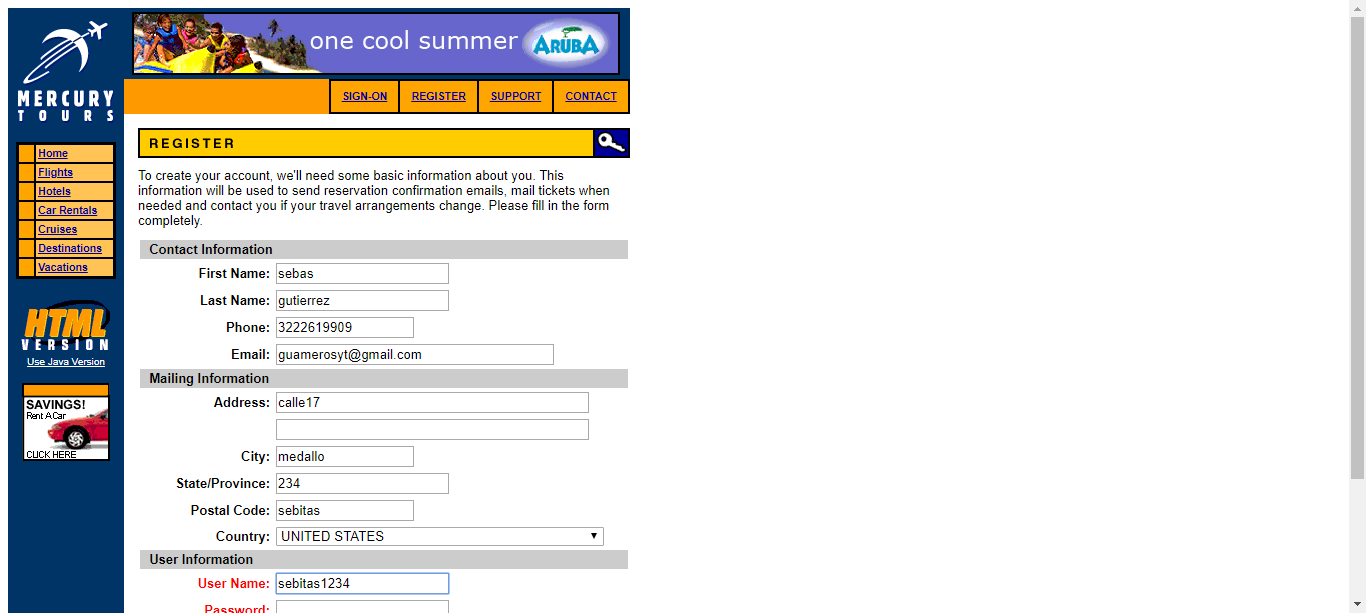 one cool summer ARUBA
MERCURY
TOURS
SIGN-ON REGISTER SUPPORT CONTACT
REGISTER
Home
Flights
Hotels
Car Rentals
Cruises
Destinations
Vacations
HTML
VERSION
Use Java Version
SAVINGS!
Rent A Car
CLICK HERE
To create your account, we'll need some basic information about you. This
information will be used to send reservation confirmation emails, mail tickets when
needed and contact you if your travel arrangements change. Please fill in the form
completely.
Contact Information
First Name: sebas
Last Name: gutierrez
Phone: 3222619909
Email: guamerosyt@gmail.com
Mailing Information
Address: calle17
City: medallo
State/Province: 234
Postal Code: sebitas
Country: UNITED STATES
User Information
User Name: sebitas1234
Password: